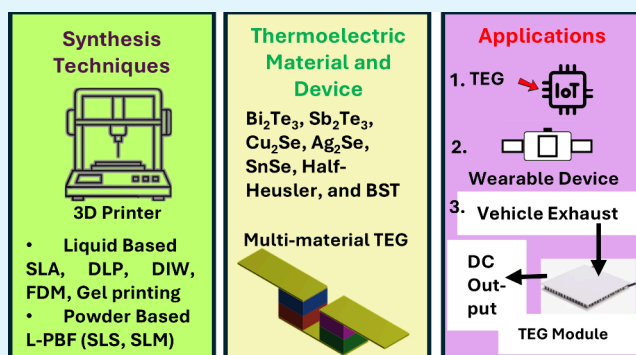 Synthesis
Techniques
3D Printer
• Liquid Based
SLA, DLP, DIW,
FDM, Gel printing
• Powder Based
L-PBF (SLS, SLM)
Thermoelectric
Material and
Device
Bi₂Te₃, Sb₂Te₃,
Cu₂Se, Ag₂Se,
SnSe, Half-
Heusler, and BST
Multi-material TEG
Applications
1. TEG
IoT
2.
Wearable Device
3. Vehicle Exhaust
DC
Out-
put
TEG Module